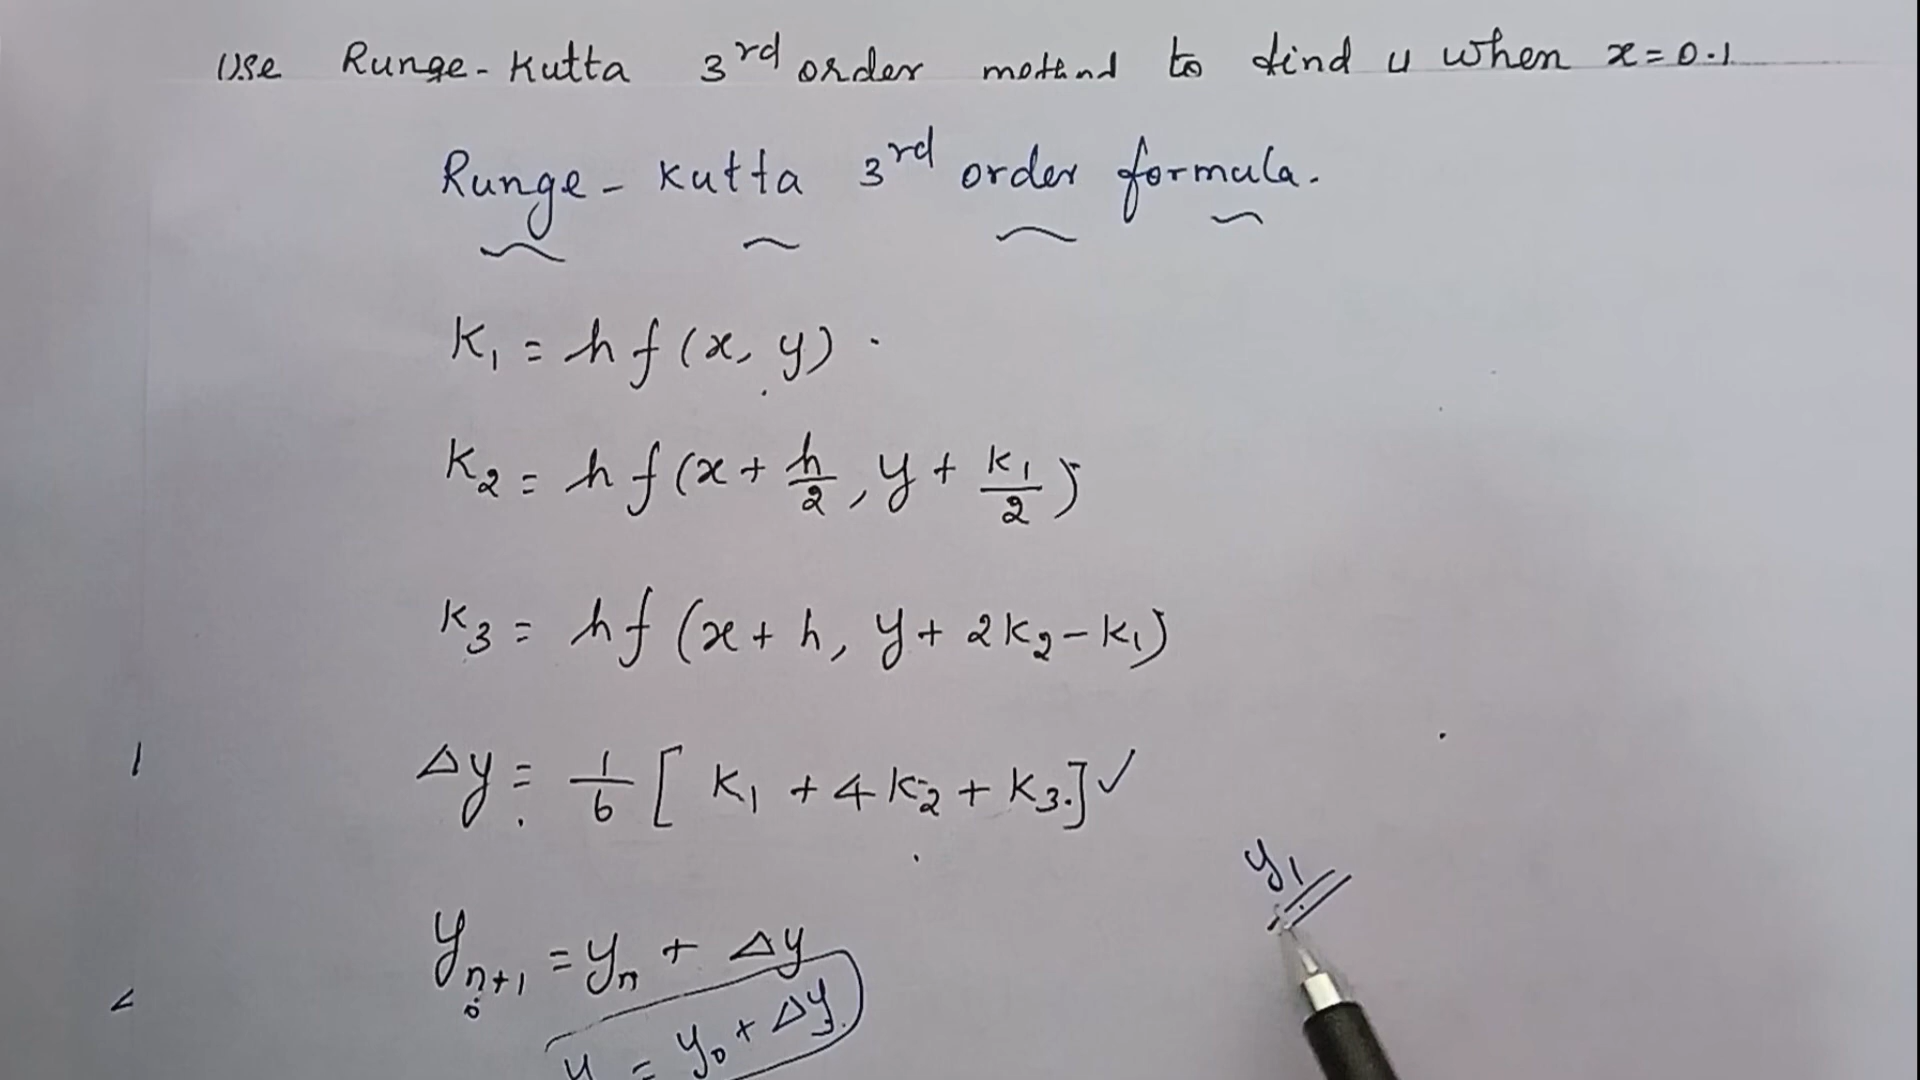 Use Runge-Kutta 3rd order method to find y when x=0.1
Runge-Kutta 3rd order formula.
K1 = hf(x, y).
K2 = hf(x + h/2, y + K1/2)
K3 = hf(x + h, y + 2K2 - K1)
Δy = 1/6 [K1 + 4K2 + K3.] ✓
y1
yn+1 = yn + Δy
0
= y0 + Δy.